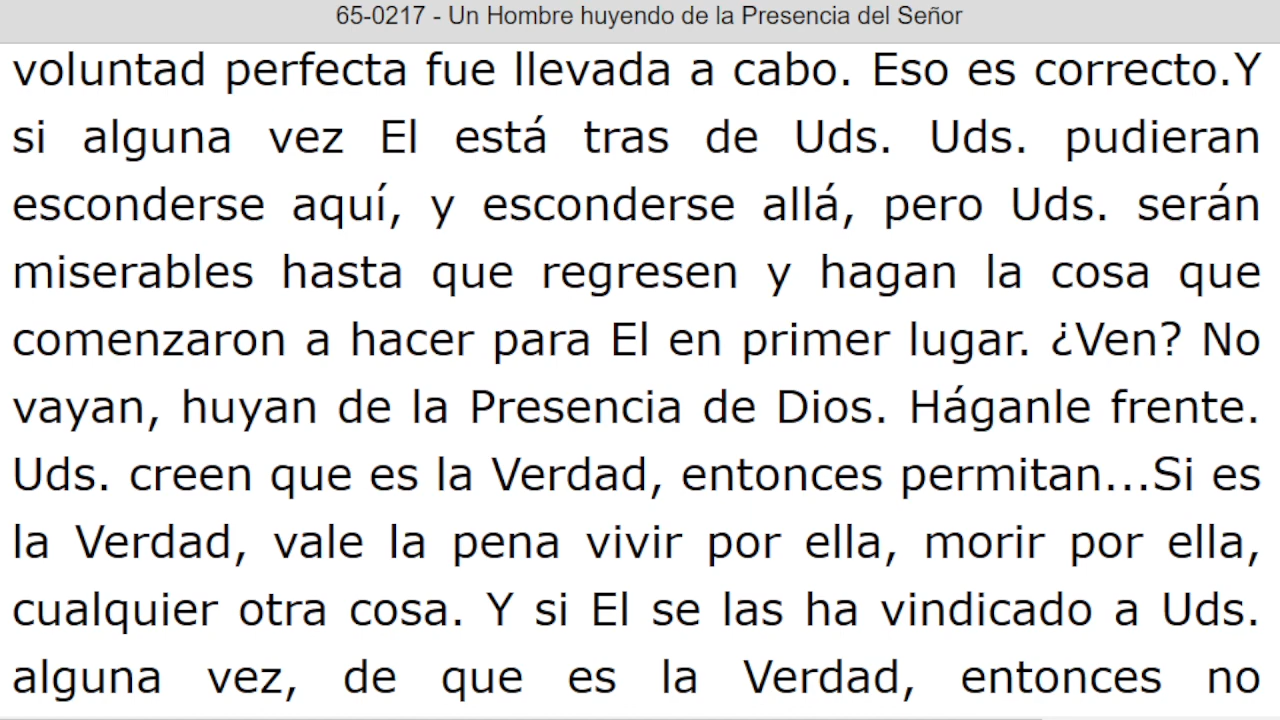 65-0217 - Un Hombre huyendo de la Presencia del Señor
voluntad perfecta fue llevada a cabo. Eso es correcto.Y
si alguna vez El está tras de Uds. Uds. pudieran
esconderse aquí, y esconderse allá, pero Uds. serán
miserables hasta que regresen y hagan la cosa que
comenzaron a hacer para El en primer lugar. ¿Ven? No
vayan, huyan de la Presencia de Dios. Háganle frente.
Uds. creen que es la Verdad, entonces permitan...Si es
la Verdad, vale la pena vivir por ella, morir por ella,
cualquier otra cosa. Y si El se las ha vindicado a Uds.
alguna vez, de que es la Verdad, entonces no